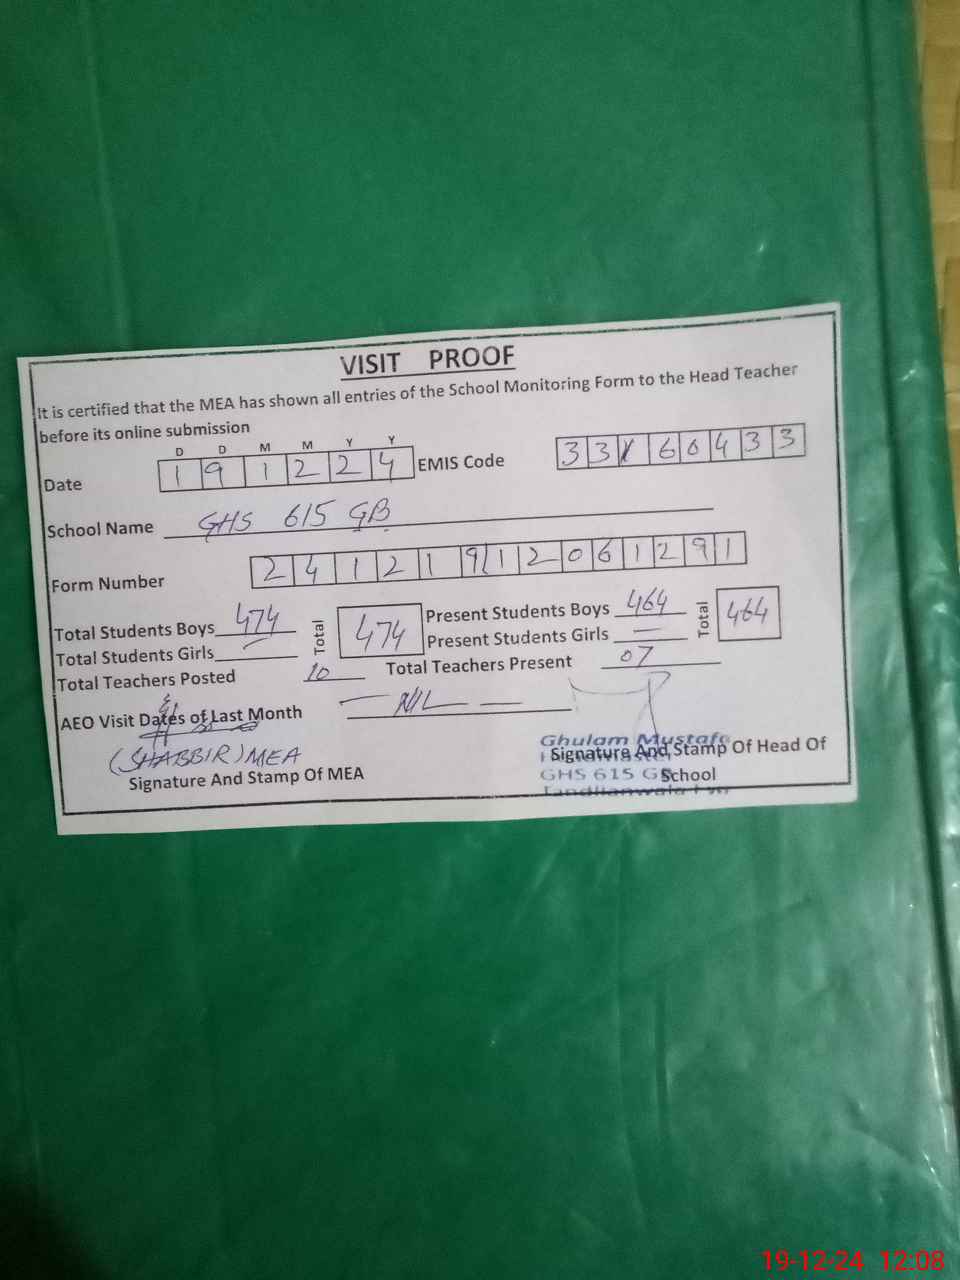 VISIT PROOF
It is certified that the MEA has shown all entries of the School Monitoring Form to the Head Teacher
before its online submission
D D M M Y Y
Date 1 9 1 2 2 4 EMIS Code 3 3 1 6 0 4 3 3
School Name GHS 615 GB
Form Number 2 4 1 2 1 9 1 2 0 6 1 2 9 1
Total Students Boys 474 Total 474 Present Students Boys 464 Total 464
Total Students Girls — Present Students Girls —
Total Teachers Posted 10 Total Teachers Present 07
AEO Visit Dates of Last Month — NIL —
(SHABBIR) MEA
Signature And Stamp Of MEA
Ghulam Mustafa
Signature And Stamp Of Head Of
School
GHS 615 GB
Tandlianwala
19-12-24 12:08